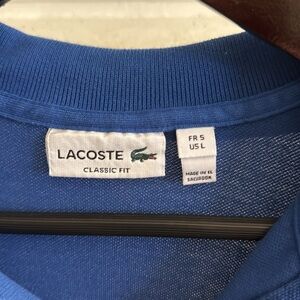 LACOSTE
CLASSIC FIT
FR 5
US L
MADE IN EL
SALVADOR